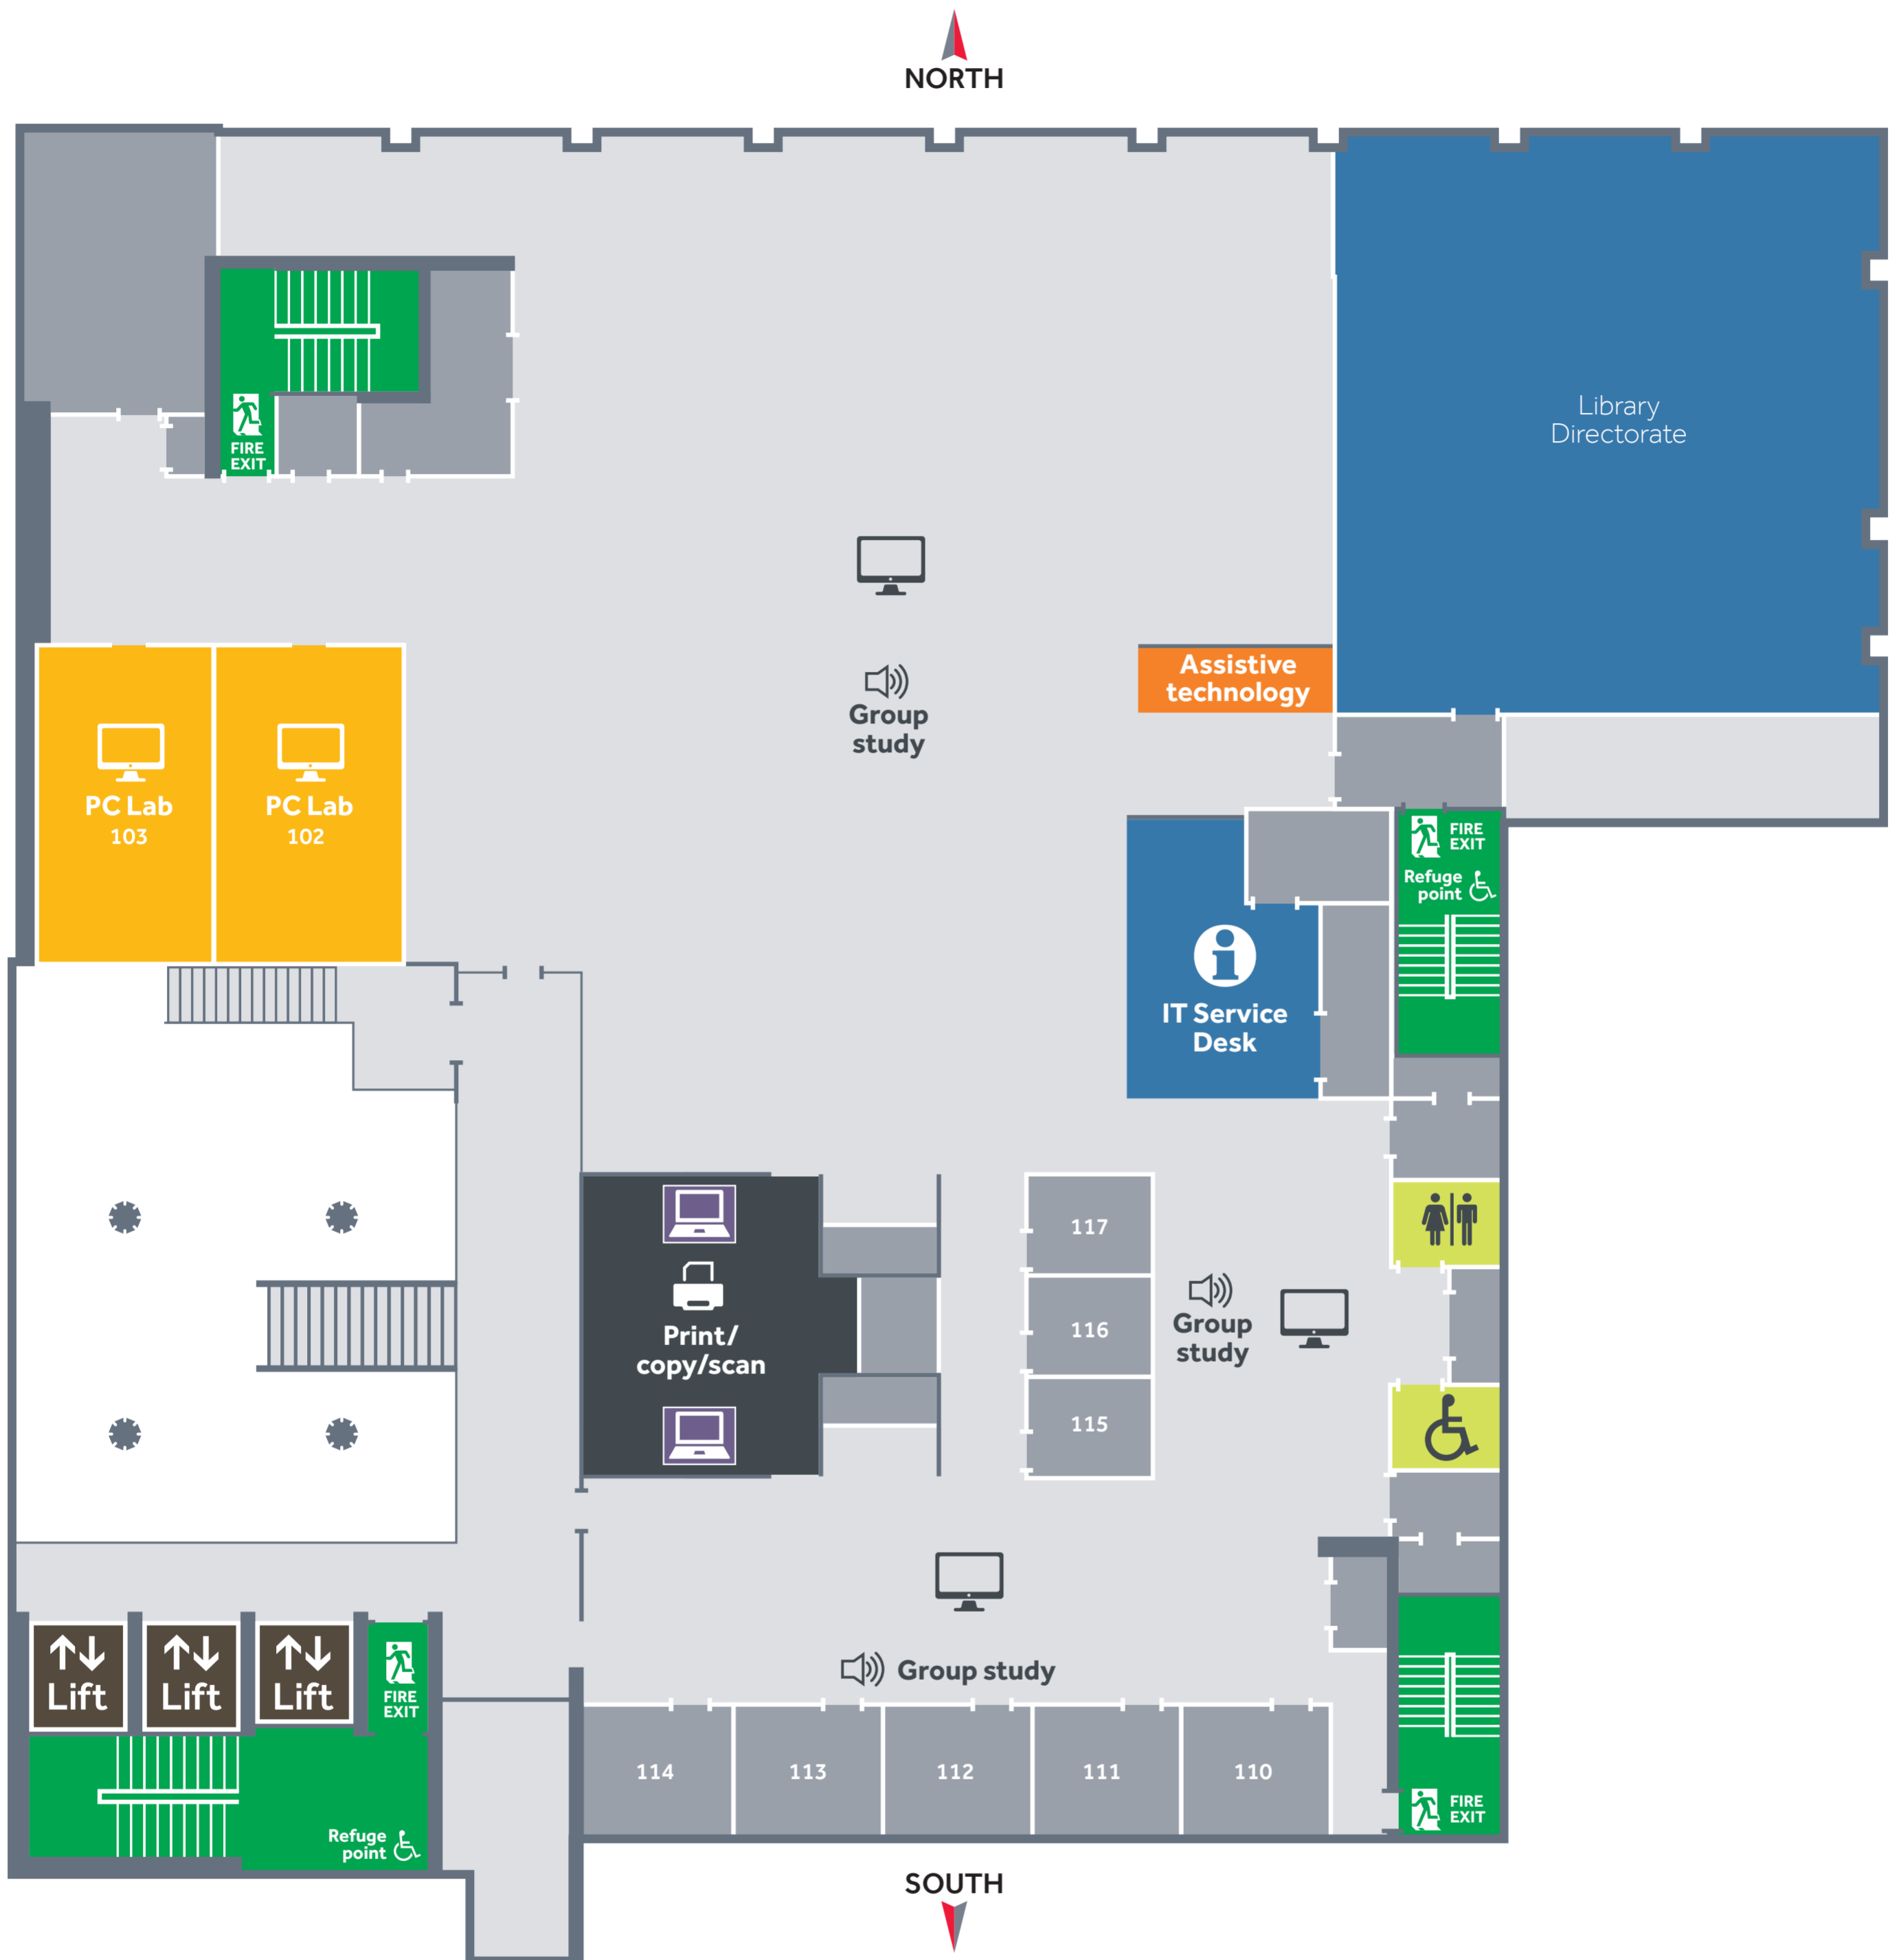 NORTH
Library
Directorate
FIRE
EXIT
Assistive
technology
Group
study
PC Lab
103
PC Lab
102
FIRE
EXIT
Refuge
point
IT Service
Desk
117
116
115
Group
study
Print/
copy/scan
Group study
Lift
Lift
Lift
FIRE
EXIT
114
113
112
111
110
FIRE
EXIT
Refuge
point
SOUTH